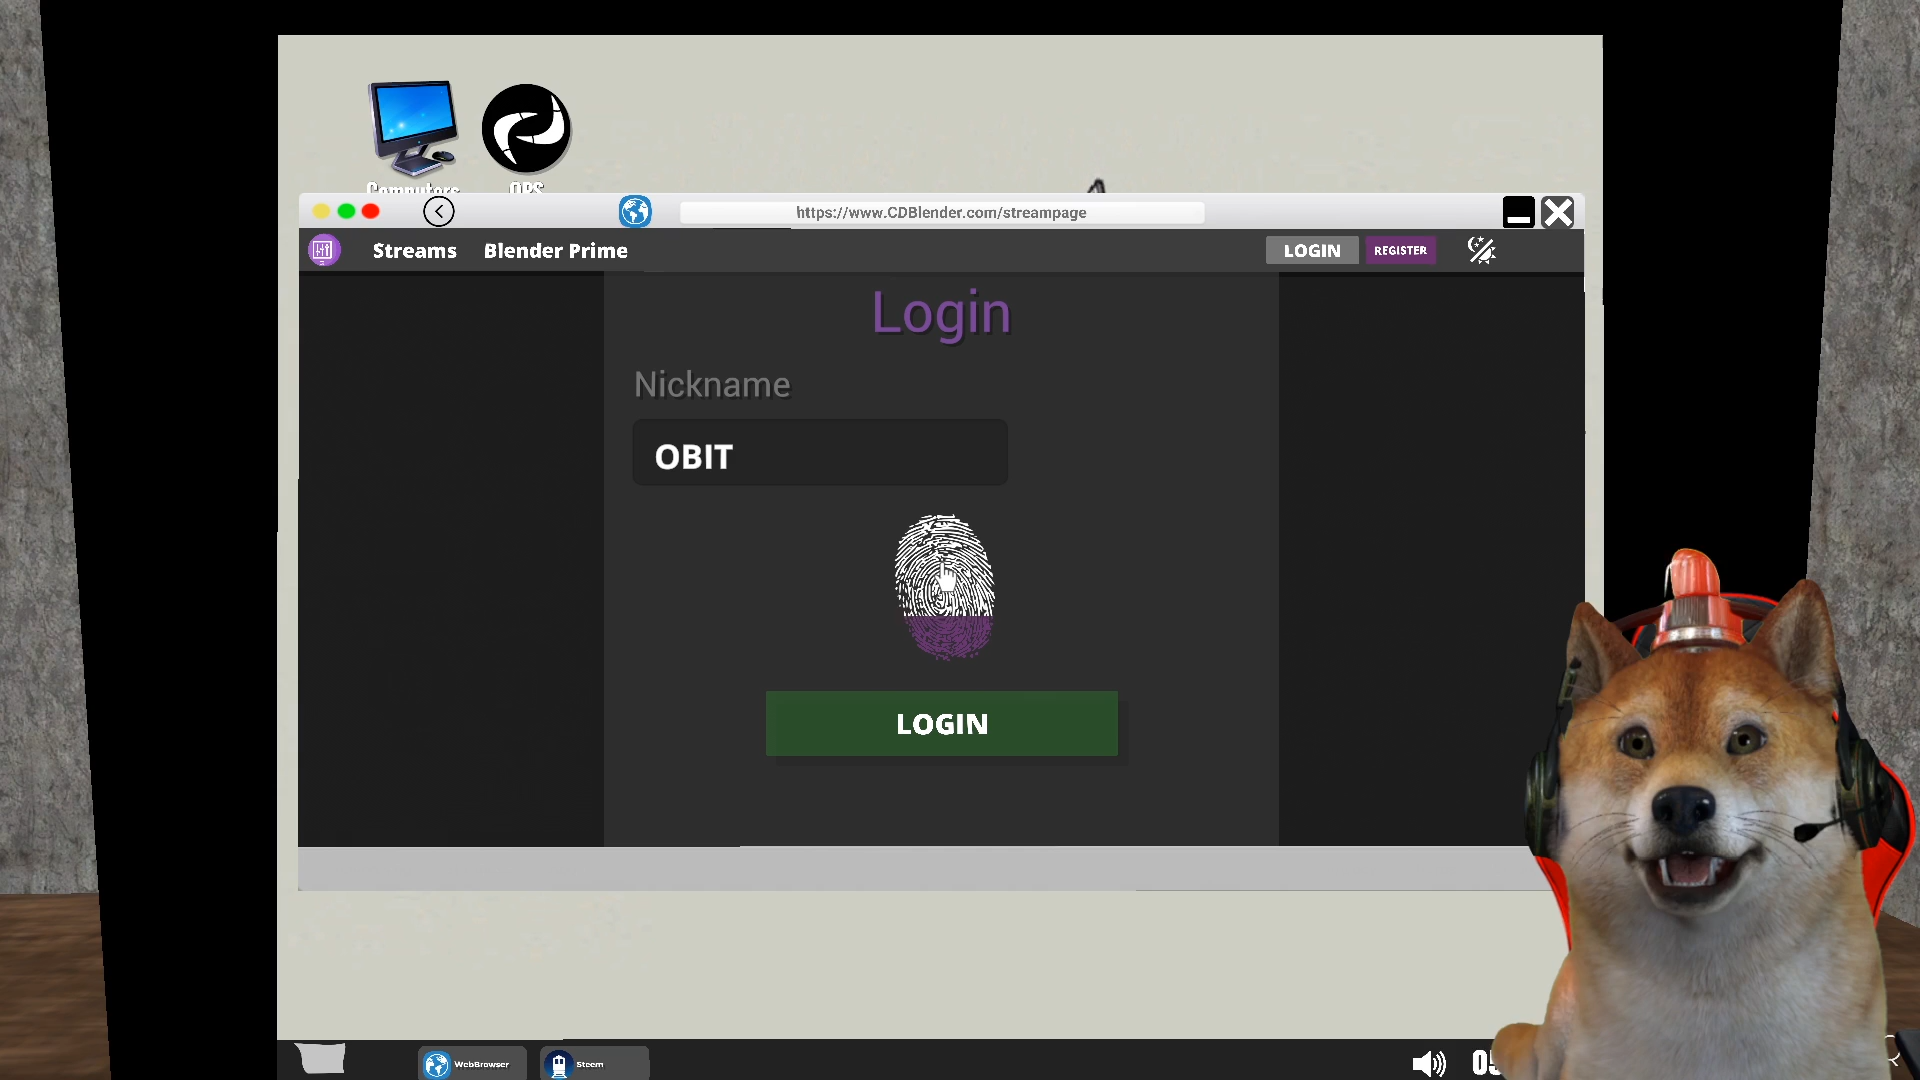 https://www.CDBlender.com/streampage
Streams Blender Prime LOGIN REGISTER
Login
Nickname
OBIT
LOGIN
WebBrowser Steem